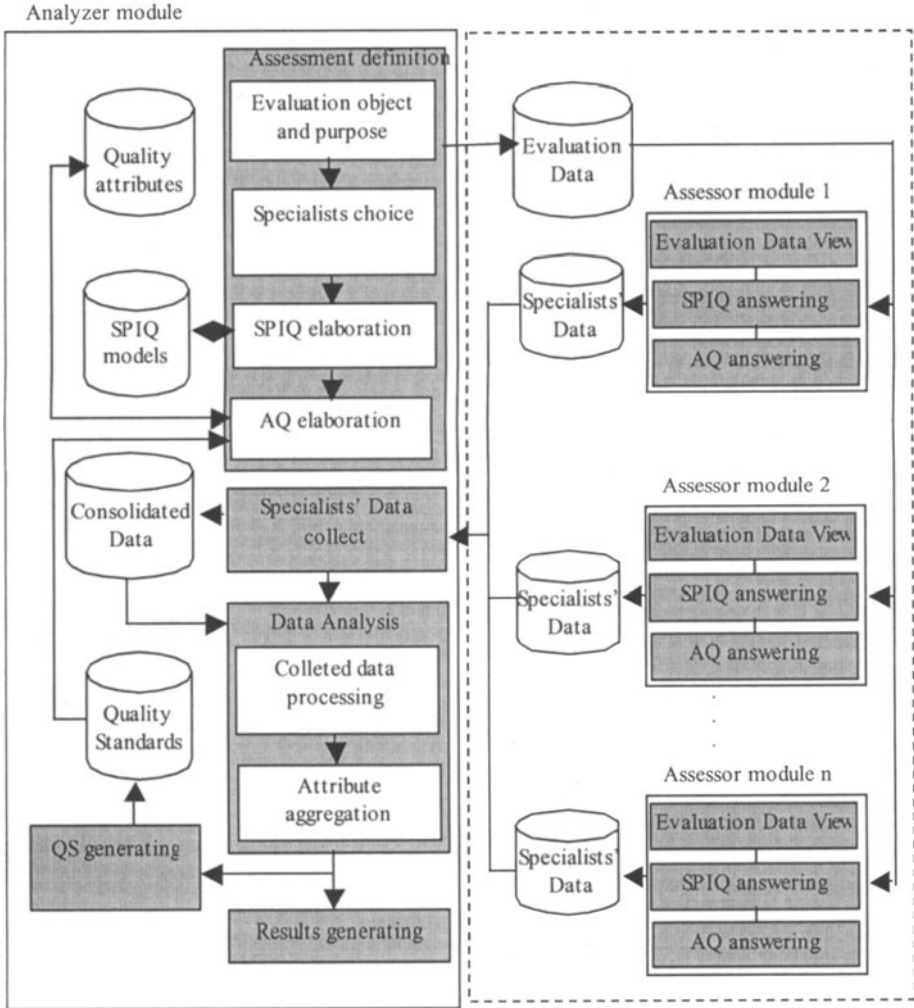 Analyzer module
Assessment definition
Evaluation object
and purpose
Specialists choice
SPIQ elaboration
AQ elaboration
Quality
attributes
SPIQ
models
Consolidated
Data
Specialists' Data
collect
Data Analysis
Colleted data
processing
Attribute
aggregation
Quality
Standards
QS generating
Results generating
Evaluation
Data
Assessor module 1
Evaluation Data View
SPIQ answering
AQ answering
Specialists'
Data
Assessor module 2
Evaluation Data View
SPIQ answering
AQ answering
Specialists'
Data
.
.
.
Assessor module n
Evaluation Data View
SPIQ answering
AQ answering
Specialists'
Data